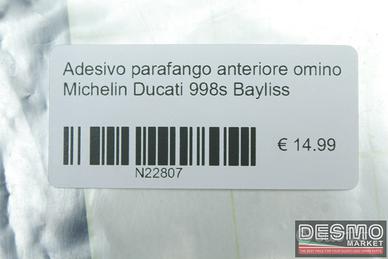 Adesivo parafango anteriore omino
Michelin Ducati 998s Bayliss
€ 14.99
N22807
DESMO
MARKET